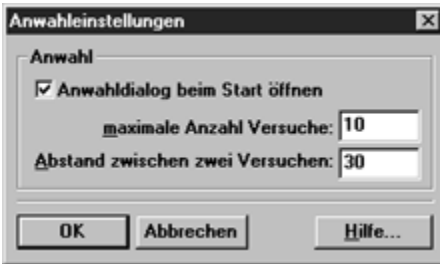 Anwahleinstellungen
Anwahl
Anwahldialog beim Start öffnen
maximale Anzahl Versuche: 10
Abstand zwischen zwei Versuchen: 30
OK Abbrechen Hilfe...